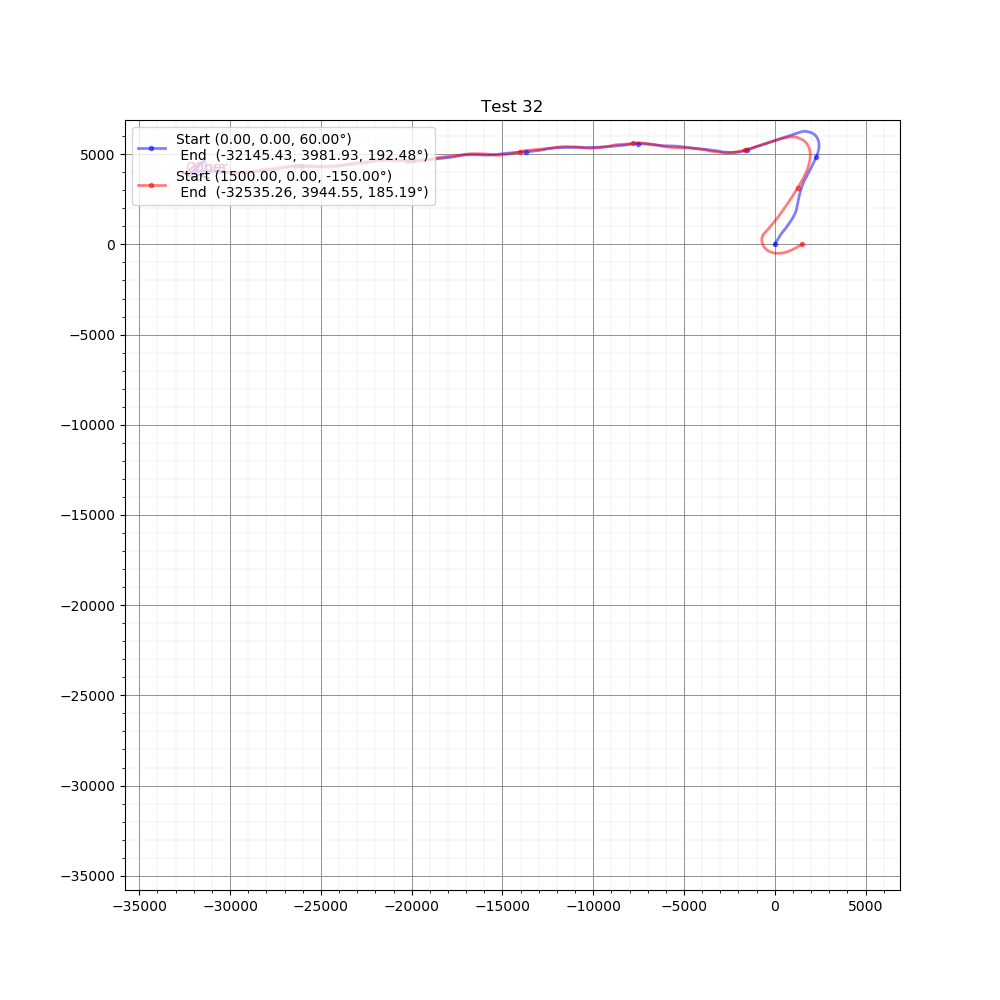 Test 32
Start (0.00, 0.00, 60.00°)
End (-32145.43, 3981.93, 192.48°)
Start (1500.00, 0.00, -150.00°)
End (-32535.26, 3944.55, 185.19°)
5000
0
−5000
−10000
−15000
−20000
−25000
−30000
−35000
−35000 −30000 −25000 −20000 −15000 −10000 −5000 0 5000